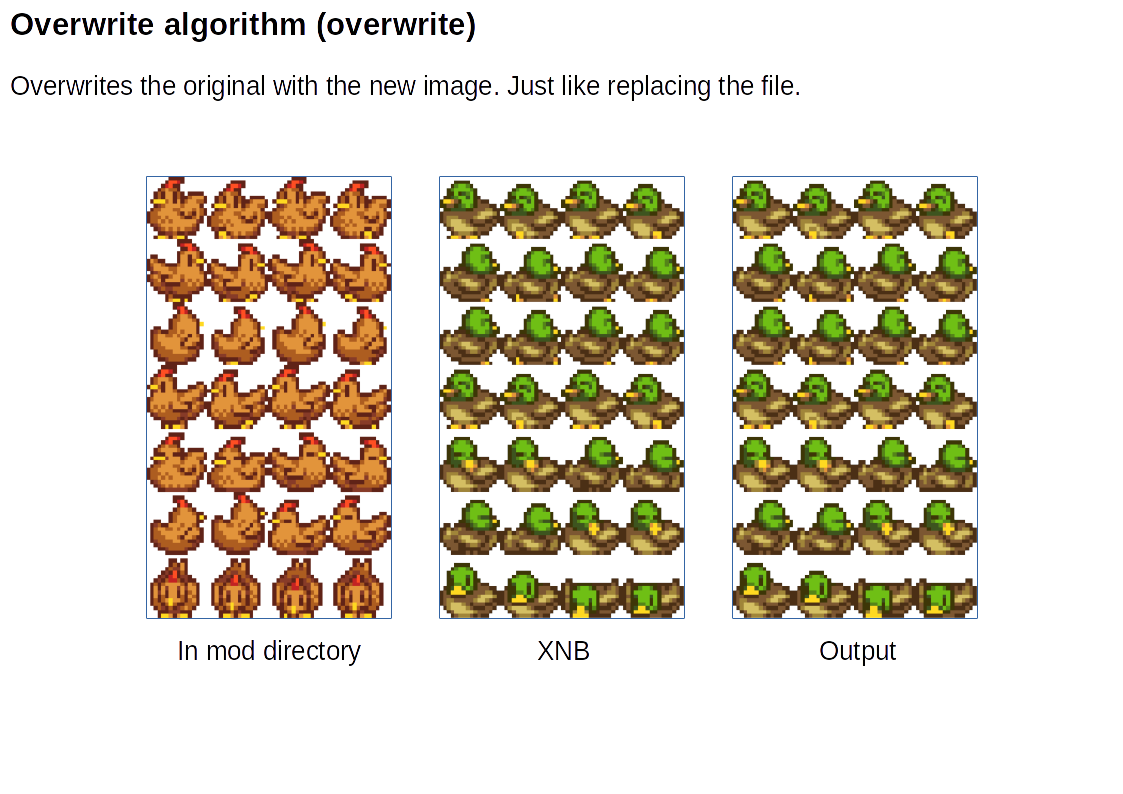 Overwrite algorithm (overwrite)
Overwrites the original with the new image. Just like replacing the file.
In mod directory
XNB
Output